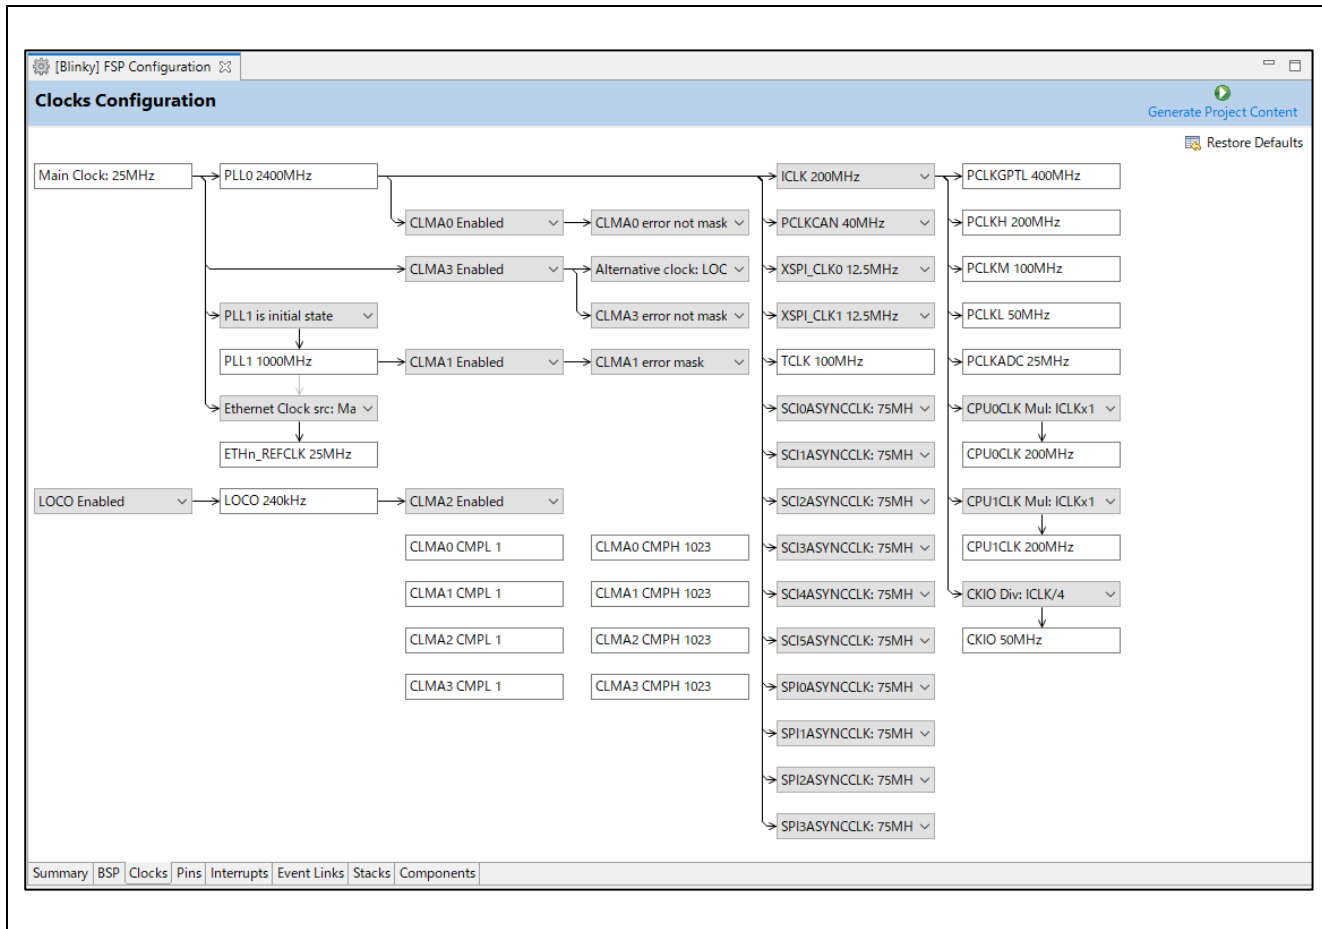 [Blinky] FSP Configuration
Clocks Configuration
Generate Project Content
Restore Defaults
Main Clock: 25MHz
PLL0 2400MHz
ICLK 200MHz
PCLKGPTL 400MHz
CLMA0 Enabled
CLMA0 error not mask
PCLKCAN 40MHz
PCLKH 200MHz
CLMA3 Enabled
Alternative clock: LOC
XSPI_CLK0 12.5MHz
PCLKM 100MHz
PLL1 is initial state
CLMA3 error not mask
XSPI_CLK1 12.5MHz
PCLKL 50MHz
PLL1 1000MHz
CLMA1 Enabled
CLMA1 error mask
TCLK 100MHz
PCLKADC 25MHz
Ethernet Clock src: Ma
SCI0ASYNCCLK: 75MH
CPU0CLK Mul: ICLKx1
ETHn_REFCLK 25MHz
SCI1ASYNCCLK: 75MH
CPU0CLK 200MHz
LOCO Enabled
LOCO 240kHz
CLMA2 Enabled
SCI2ASYNCCLK: 75MH
CPU1CLK Mul: ICLKx1
CLMA0 CMPL 1
CLMA0 CMPH 1023
SCI3ASYNCCLK: 75MH
CPU1CLK 200MHz
CLMA1 CMPL 1
CLMA1 CMPH 1023
SCI4ASYNCCLK: 75MH
CKIO Div: ICLK/4
CLMA2 CMPL 1
CLMA2 CMPH 1023
SCI5ASYNCCLK: 75MH
CKIO 50MHz
CLMA3 CMPL 1
CLMA3 CMPH 1023
SPI0ASYNCCLK: 75MH
SPI1ASYNCCLK: 75MH
SPI2ASYNCCLK: 75MH
SPI3ASYNCCLK: 75MH
Summary BSP Clocks Pins Interrupts Event Links Stacks Components